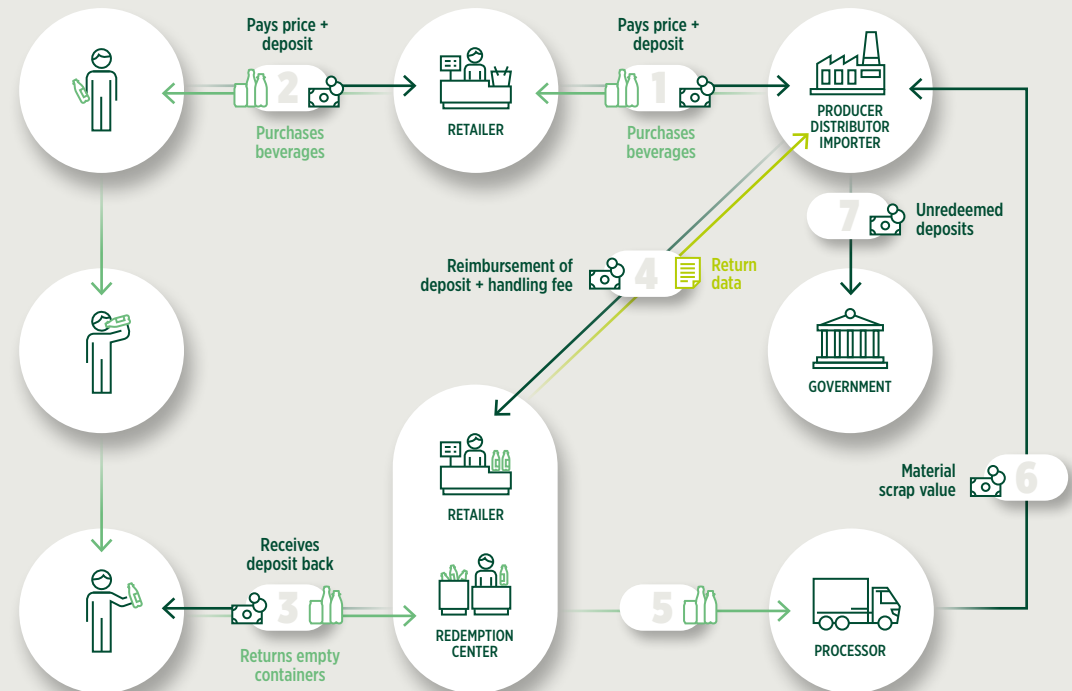 Pays price +
deposit
2
Purchases
beverages
RETAILER
Pays price +
deposit
1
Purchases
beverages
PRODUCER
DISTRIBUTOR
IMPORTER
7
Unredeemed
deposits
Reimbursement of
deposit + handling fee
4
Return
data
GOVERNMENT
Material
scrap value
6
RETAILER
Receives
deposit back
3
Returns empty
containers
REDEMPTION
CENTER
5
PROCESSOR